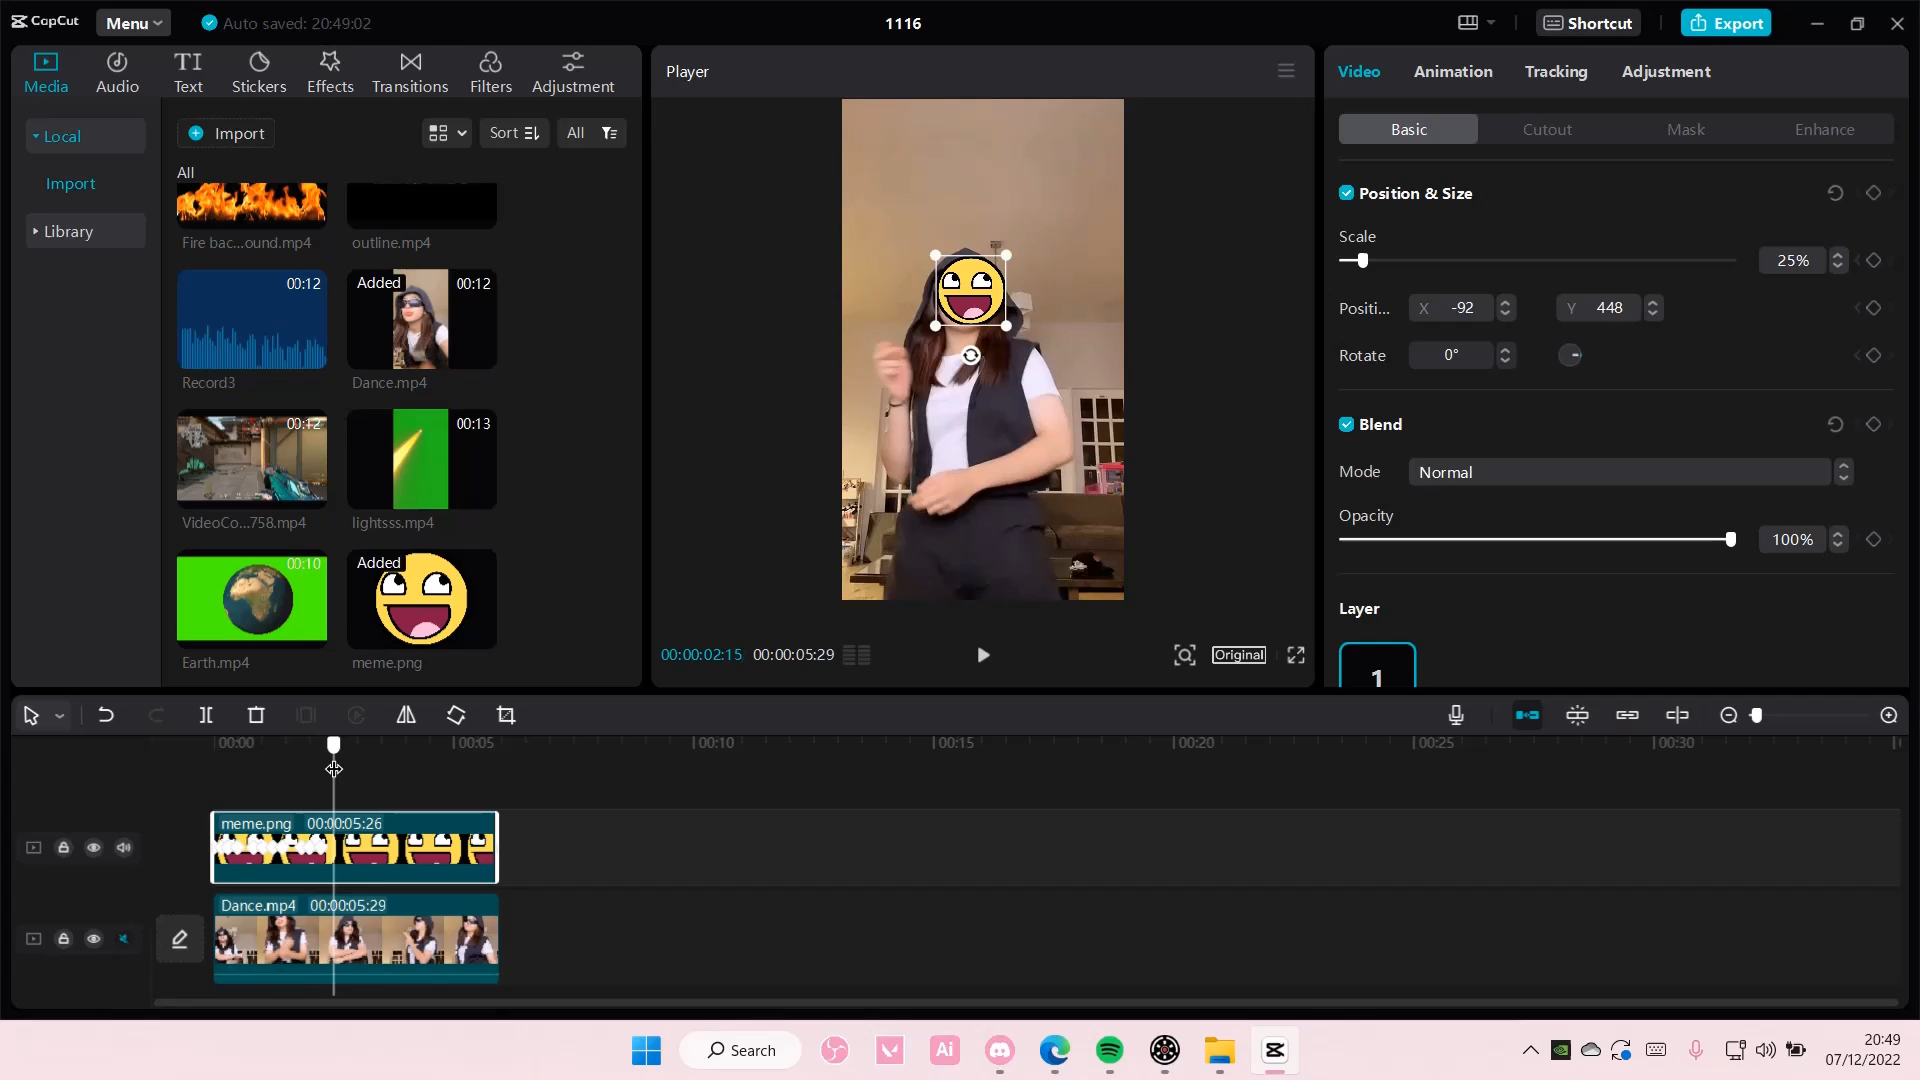 CapCut
Menu
Auto saved: 20:49:02
1116
Shortcut
Export
Media
Audio
Text
Stickers
Effects
Transitions
Filters
Adjustment
Local
Import
Library
Import
Sort
All
All
Fire bac...ound.mp4
outline.mp4
00:12
Record3
Added
00:12
Dance.mp4
00:12
VideoCo...758.mp4
00:13
lightsss.mp4
00:10
Earth.mp4
Added
meme.png
Player
00:00:02:15
00:00:05:29
Original
Video
Animation
Tracking
Adjustment
Basic
Cutout
Mask
Enhance
Position & Size
Scale
25%
Positi...
X -92
Y 448
Rotate
0°
Blend
Mode
Normal
Opacity
100%
Layer
1
00:00
00:05
00:10
00:15
00:20
00:25
00:30
meme.png 00:00:05:26
Dance.mp4 00:00:05:29
Search
Ai
20:49
07/12/2022